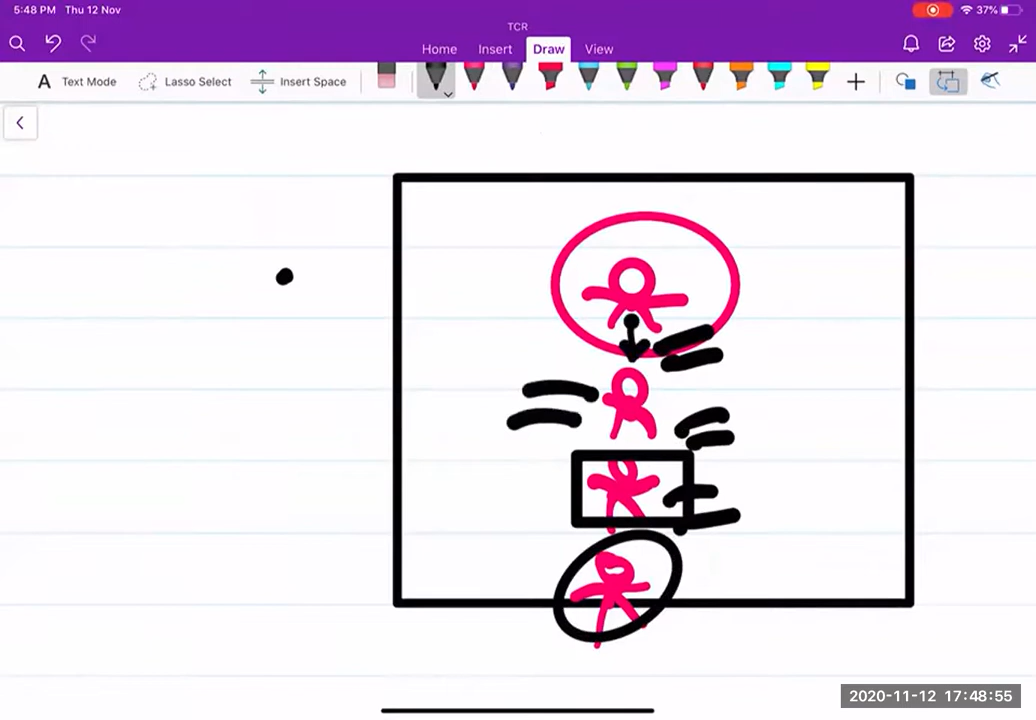 5:48 PM Thu 12 Nov
37%
TCR
Home Insert Draw View
A Text Mode Lasso Select Insert Space
2020-11-12 17:48:55